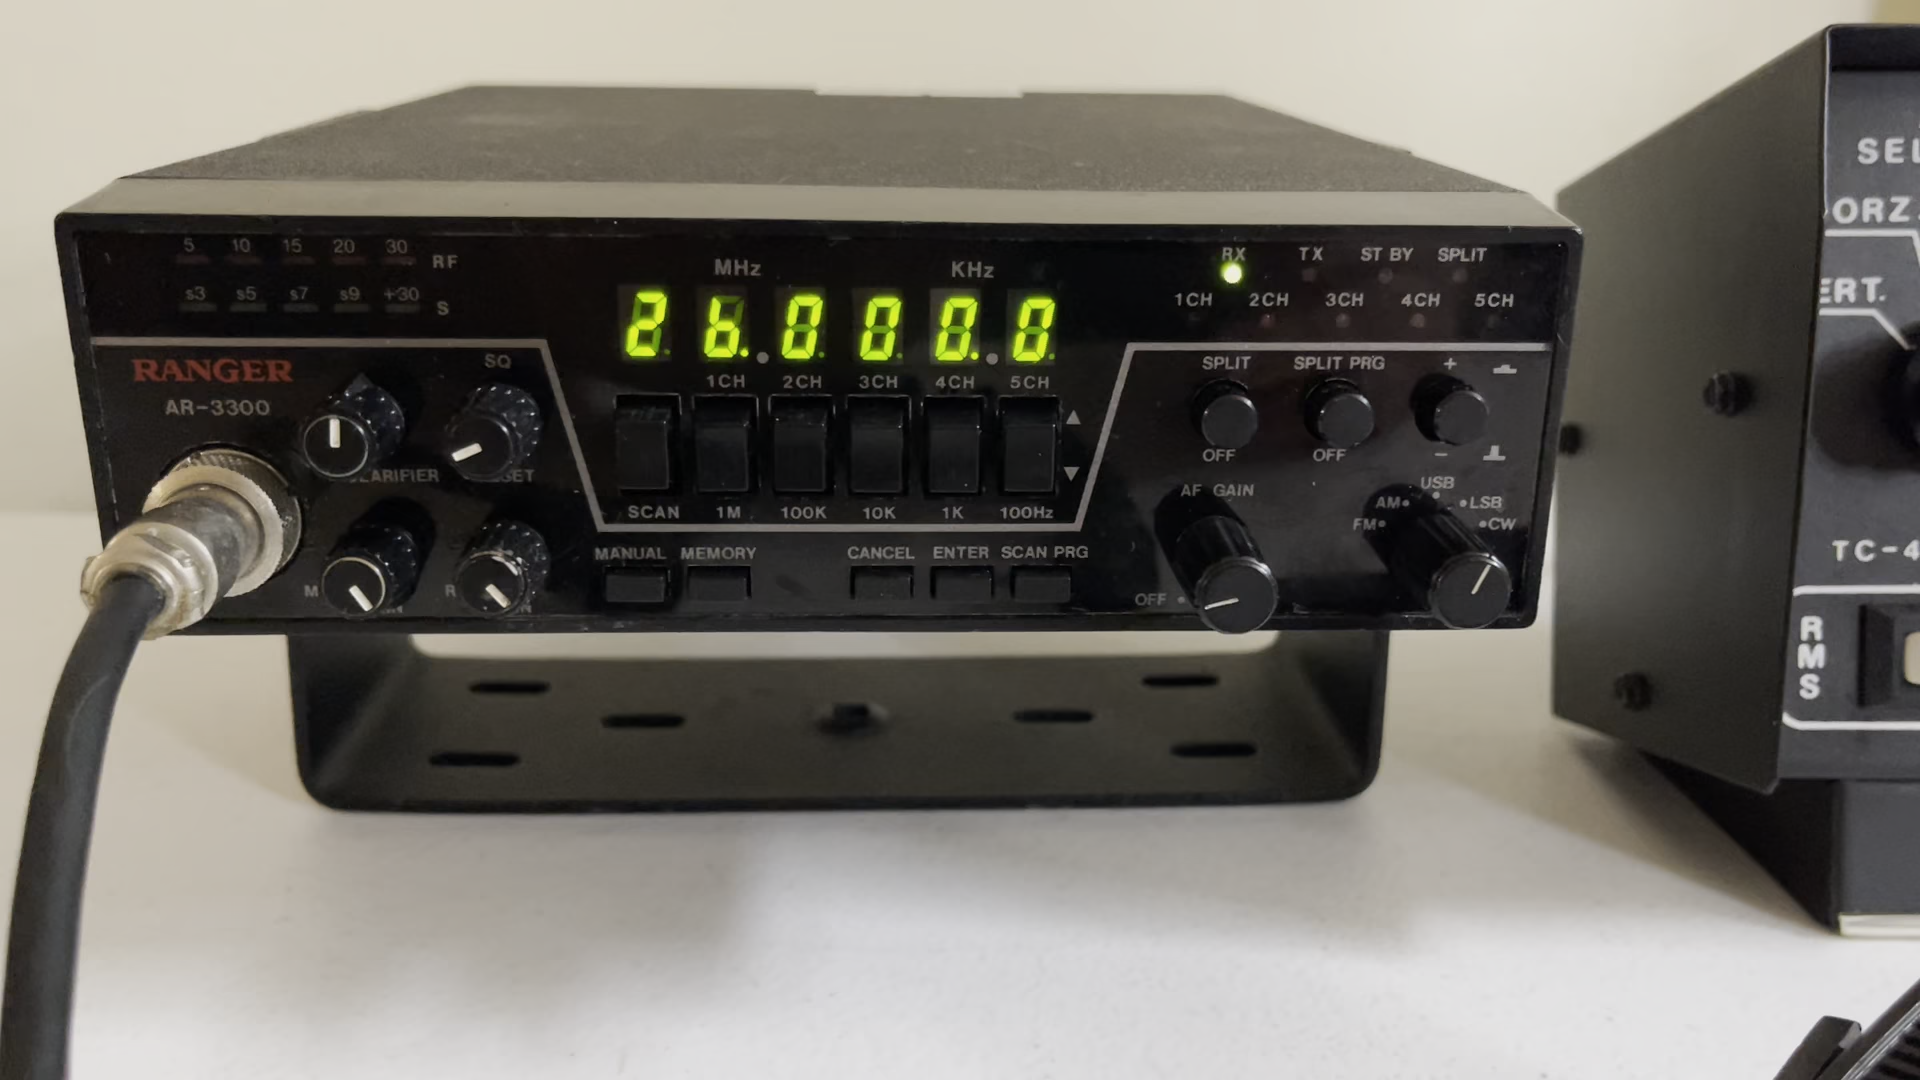 5 10 15 20 30 RF
s3 s5 s7 s9 +30 S
MHz KHz
26.000.0
RX TX ST BY SPLIT
1CH 2CH 3CH 4CH 5CH
RANGER
AR-3300
SQ
1CH 2CH 3CH 4CH 5CH
SCAN 1M 100K 10K 1K 100Hz
MANUAL MEMORY CANCEL ENTER SCAN PRG
SPLIT SPLIT PRG +
OFF OFF −
AF GAIN
OFF
USB
AM LSB
FM CW
SEL
ORZ.
ERT.
TC-4
RMS